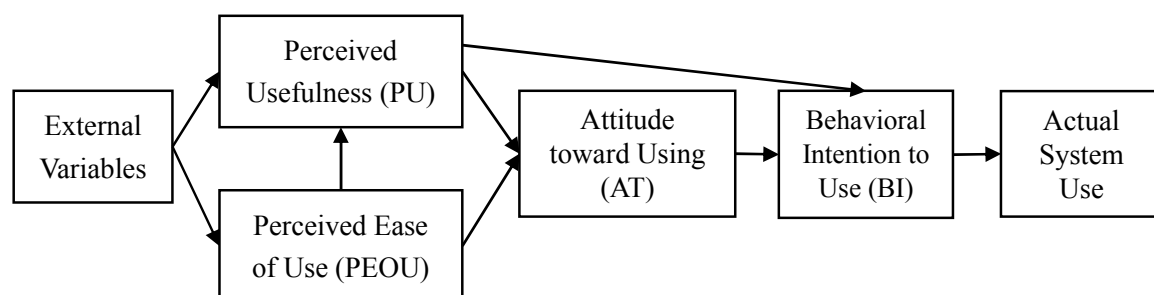 External
Variables
Perceived
Usefulness (PU)
Perceived Ease
of Use (PEOU)
Attitude
toward Using
(AT)
Behavioral
Intention to
Use (BI)
Actual
System
Use